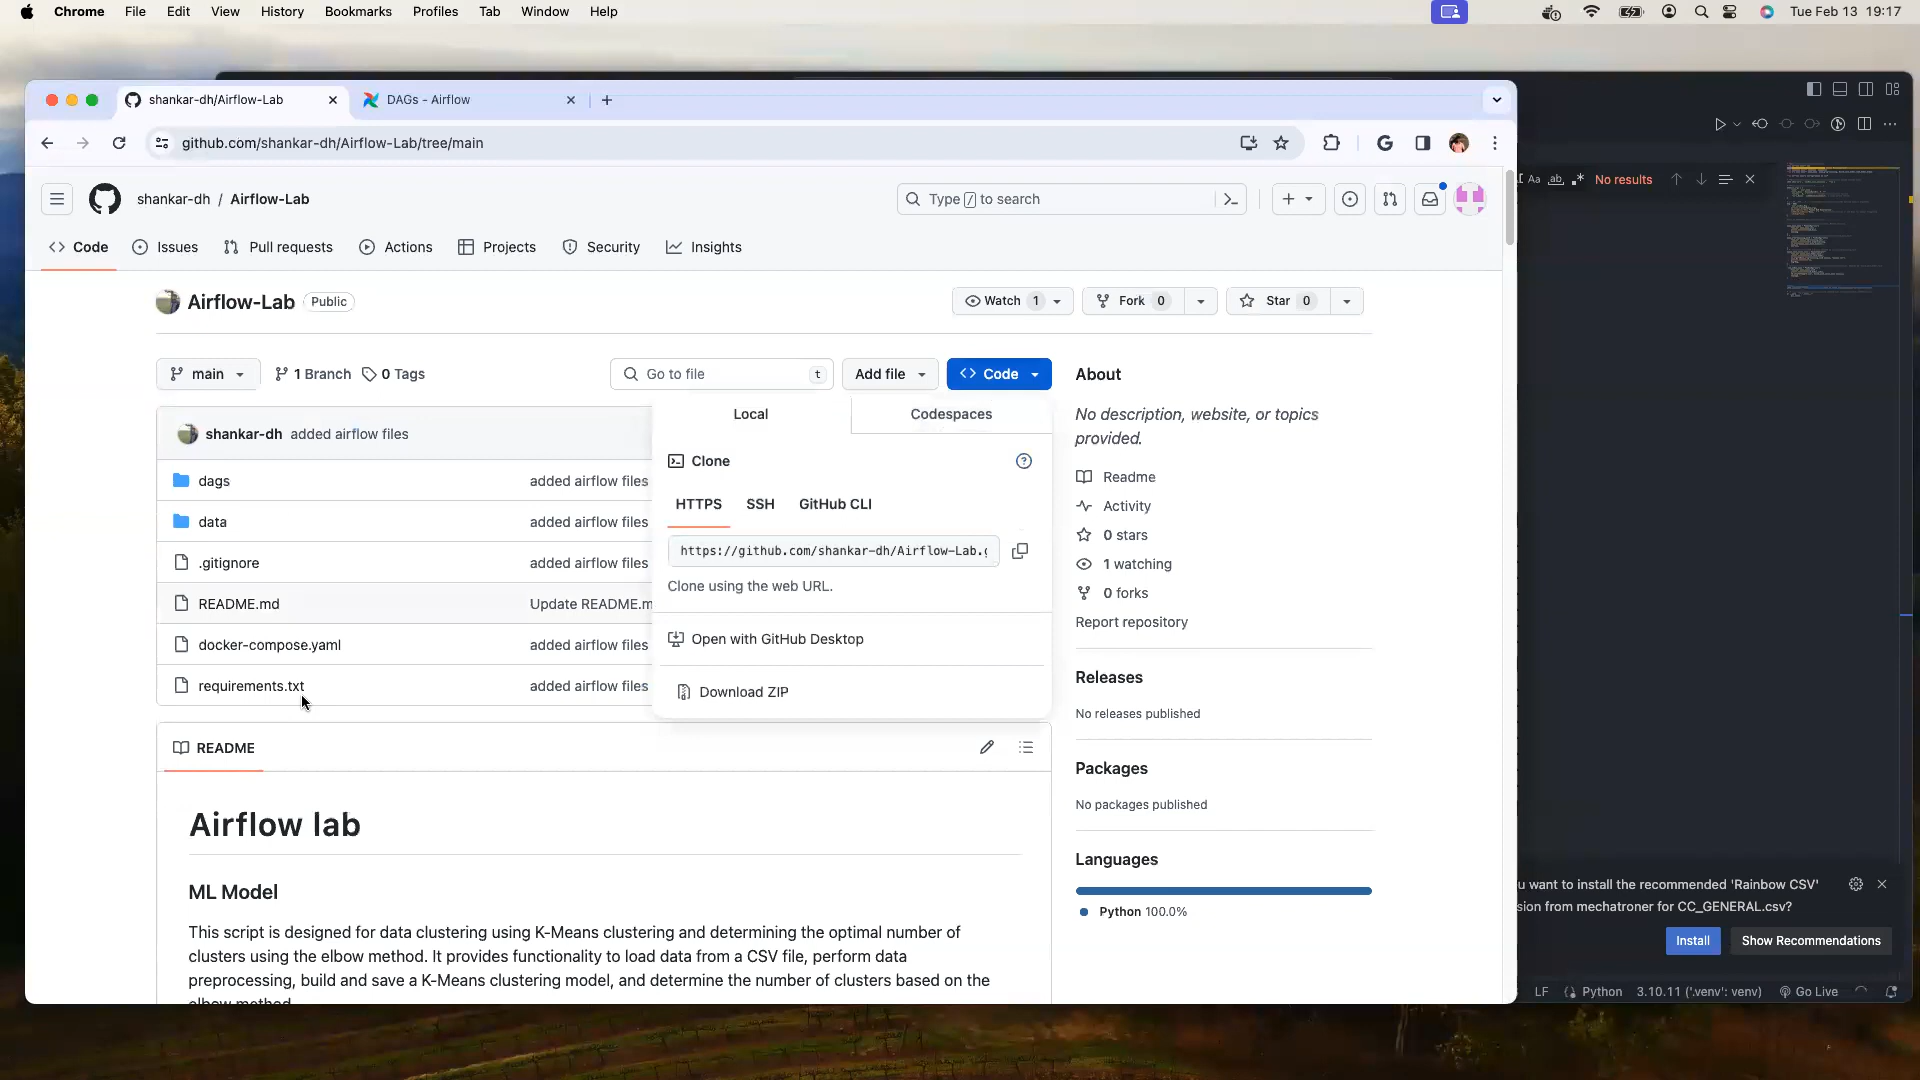 Chrome File Edit View History Bookmarks Profiles Tab Window Help Tue Feb 13 19:17
shankar-dh/Airflow-Lab DAGs - Airflow
github.com/shankar-dh/Airflow-Lab/tree/main
shankar-dh / Airflow-Lab Type / to search
Aa ab No results
Code Issues Pull requests Actions Projects Security Insights
Airflow-Lab Public Watch 1 Fork 0 Star 0
main 1 Branch 0 Tags Go to file t Add file Code About
Local Codespaces
No description, website, or topics
provided.
shankar-dh added airflow files
Clone
Readme
dags added airflow files
HTTPS SSH GitHub CLI
Activity
data added airflow files
0 stars
https://github.com/shankar-dh/Airflow-Lab.g
1 watching
.gitignore added airflow files
Clone using the web URL.
0 forks
README.md Update README.m
Report repository
docker-compose.yaml added airflow files
Open with GitHub Desktop
Releases
requirements.txt added airflow files
Download ZIP
No releases published
README
Packages
No packages published
Airflow lab
Languages
ML Model
Python 100.0%
This script is designed for data clustering using K-Means clustering and determining the optimal number of
clusters using the elbow method. It provides functionality to load data from a CSV file, perform data
preprocessing, build and save a K-Means clustering model, and determine the number of clusters based on the
elbow method.
u want to install the recommended 'Rainbow CSV'
sion from mechatroner for CC_GENERAL.csv?
Install Show Recommendations
LF Python 3.10.11 ('.venv': venv) Go Live